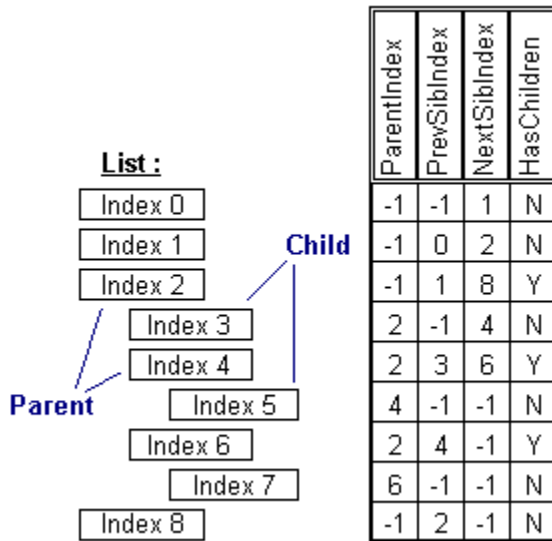 ParentIndex PrevSibIndex NextSibIndex HasChildren
List :
Index 0 -1 -1 1 N
Index 1 Child -1 0 2 N
Index 2 -1 1 8 Y
Index 3 2 -1 4 N
Index 4 2 3 6 Y
Parent Index 5 4 -1 -1 N
Index 6 2 4 -1 Y
Index 7 6 -1 -1 N
Index 8 -1 2 -1 N